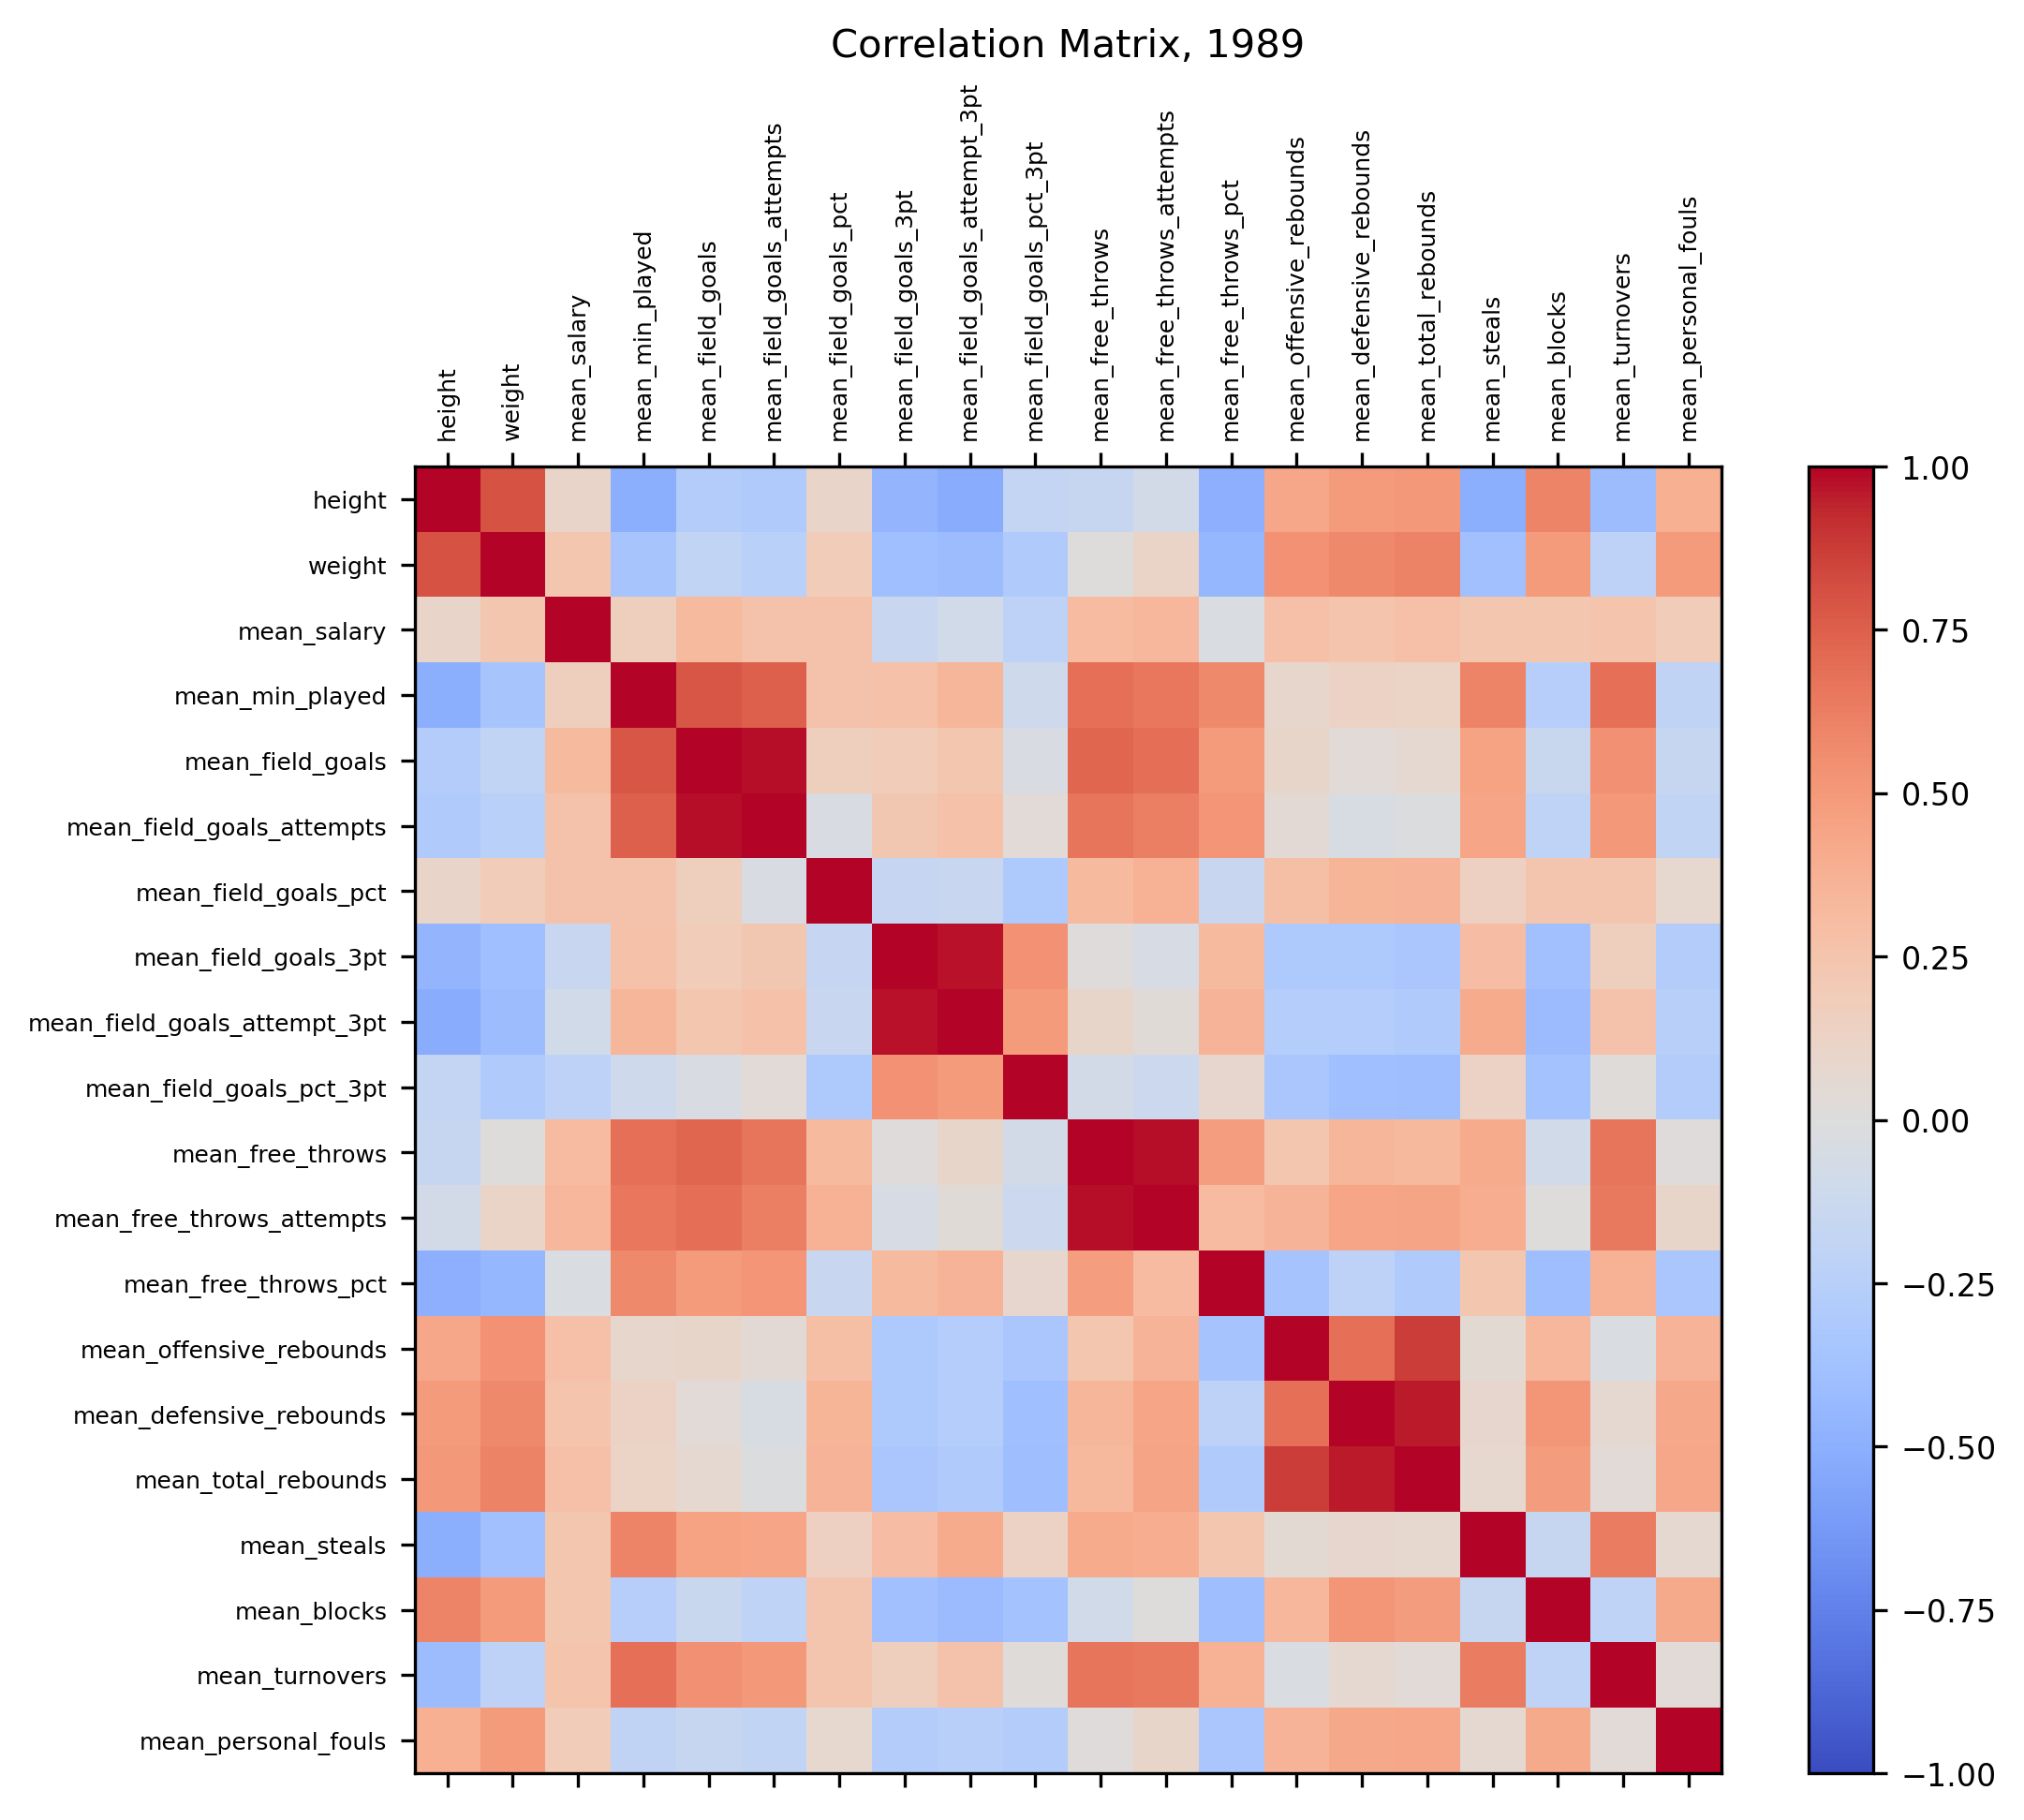 Correlation Matrix, 1989
height
weight
mean_salary
mean_min_played
mean_field_goals
mean_field_goals_attempts
mean_field_goals_pct
mean_field_goals_3pt
mean_field_goals_attempt_3pt
mean_field_goals_pct_3pt
mean_free_throws
mean_free_throws_attempts
mean_free_throws_pct
mean_offensive_rebounds
mean_defensive_rebounds
mean_total_rebounds
mean_steals
mean_blocks
mean_turnovers
mean_personal_fouls
height
weight
mean_salary
mean_min_played
mean_field_goals
mean_field_goals_attempts
mean_field_goals_pct
mean_field_goals_3pt
mean_field_goals_attempt_3pt
mean_field_goals_pct_3pt
mean_free_throws
mean_free_throws_attempts
mean_free_throws_pct
mean_offensive_rebounds
mean_defensive_rebounds
mean_total_rebounds
mean_steals
mean_blocks
mean_turnovers
mean_personal_fouls
1.00
0.75
0.50
0.25
0.00
−0.25
−0.50
−0.75
−1.00